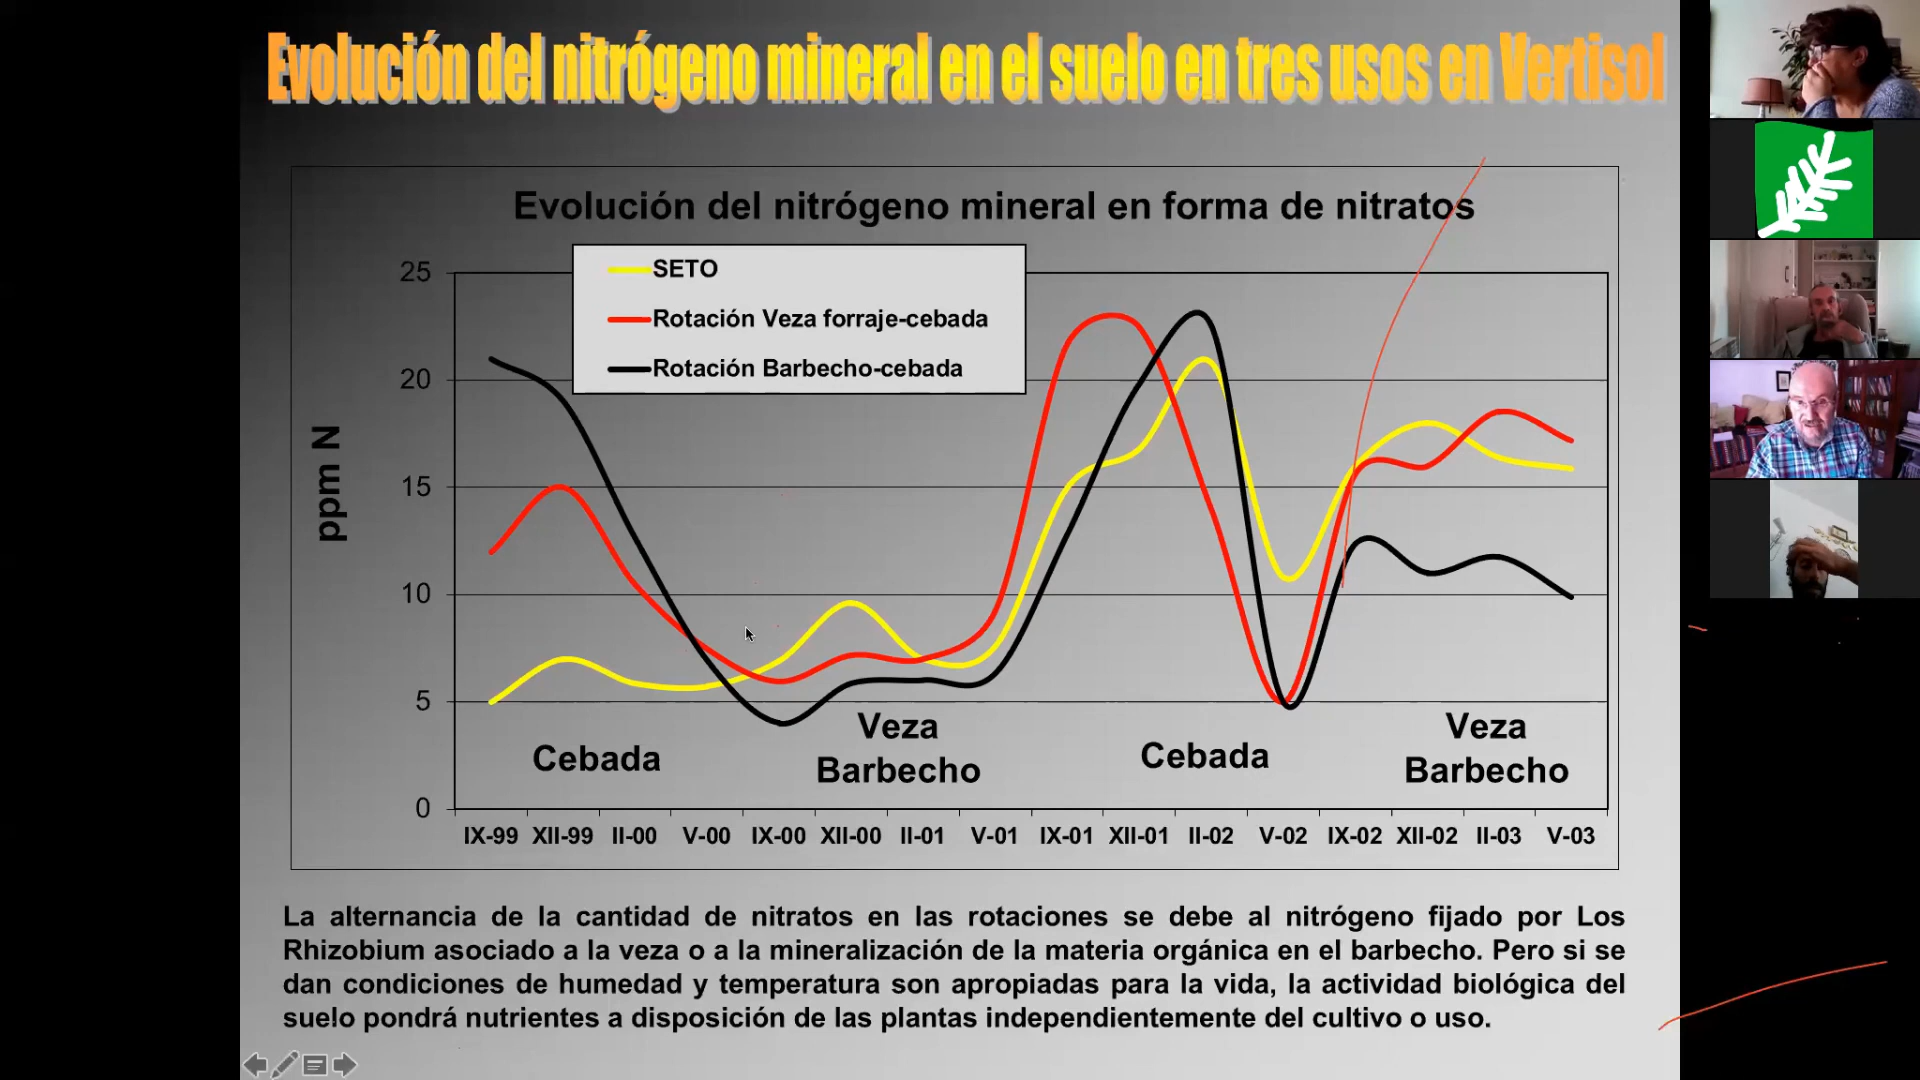 Evolución del nitrógeno mineral en el suelo en tres usos en Vertisol
Evolución del nitrógeno mineral en forma de nitratos
SETO
Rotación Veza forraje-cebada
Rotación Barbecho-cebada
ppm N
25
20
15
10
5
0
Cebada
Veza
Barbecho
Cebada
Veza
Barbecho
IX-99 XII-99 II-00 V-00 IX-00 XII-00 II-01 V-01 IX-01 XII-01 II-02 V-02 IX-02 XII-02 II-03 V-03
La alternancia de la cantidad de nitratos en las rotaciones se debe al nitrógeno fijado por Los
Rhizobium asociado a la veza o a la mineralización de la materia orgánica en el barbecho. Pero si se
dan condiciones de humedad y temperatura son apropiadas para la vida, la actividad biológica del
suelo pondrá nutrientes a disposición de las plantas independientemente del cultivo o uso.